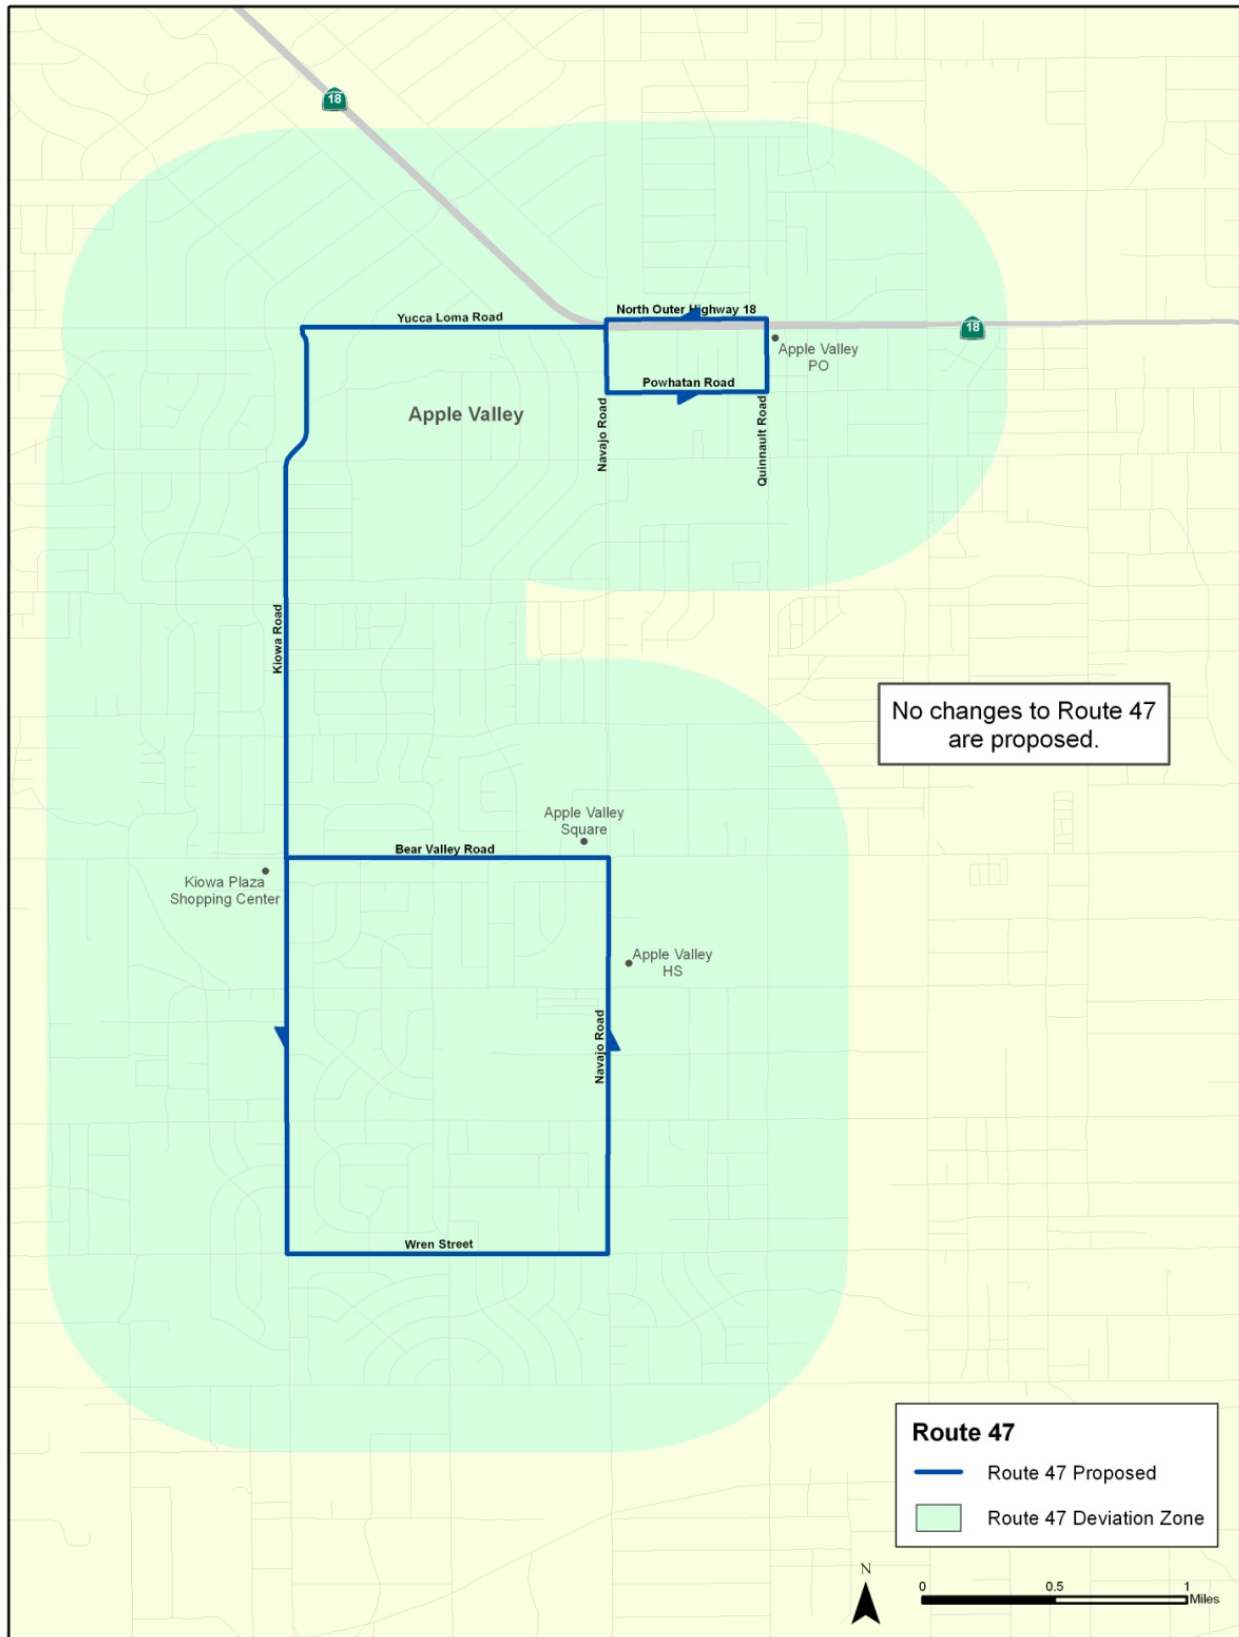 18
North Outer Highway 18
Yucca Loma Road
18
Apple Valley
PO
Powhatan Road
Apple Valley
Navajo Road
Quinnault Road
Kiowa Road
No changes to Route 47
are proposed.
Apple Valley
Square
Bear Valley Road
Kiowa Plaza
Shopping Center
Apple Valley
HS
Navajo Road
Wren Street
Route 47
Route 47 Proposed
Route 47 Deviation Zone
N
0 0.5 1
Miles